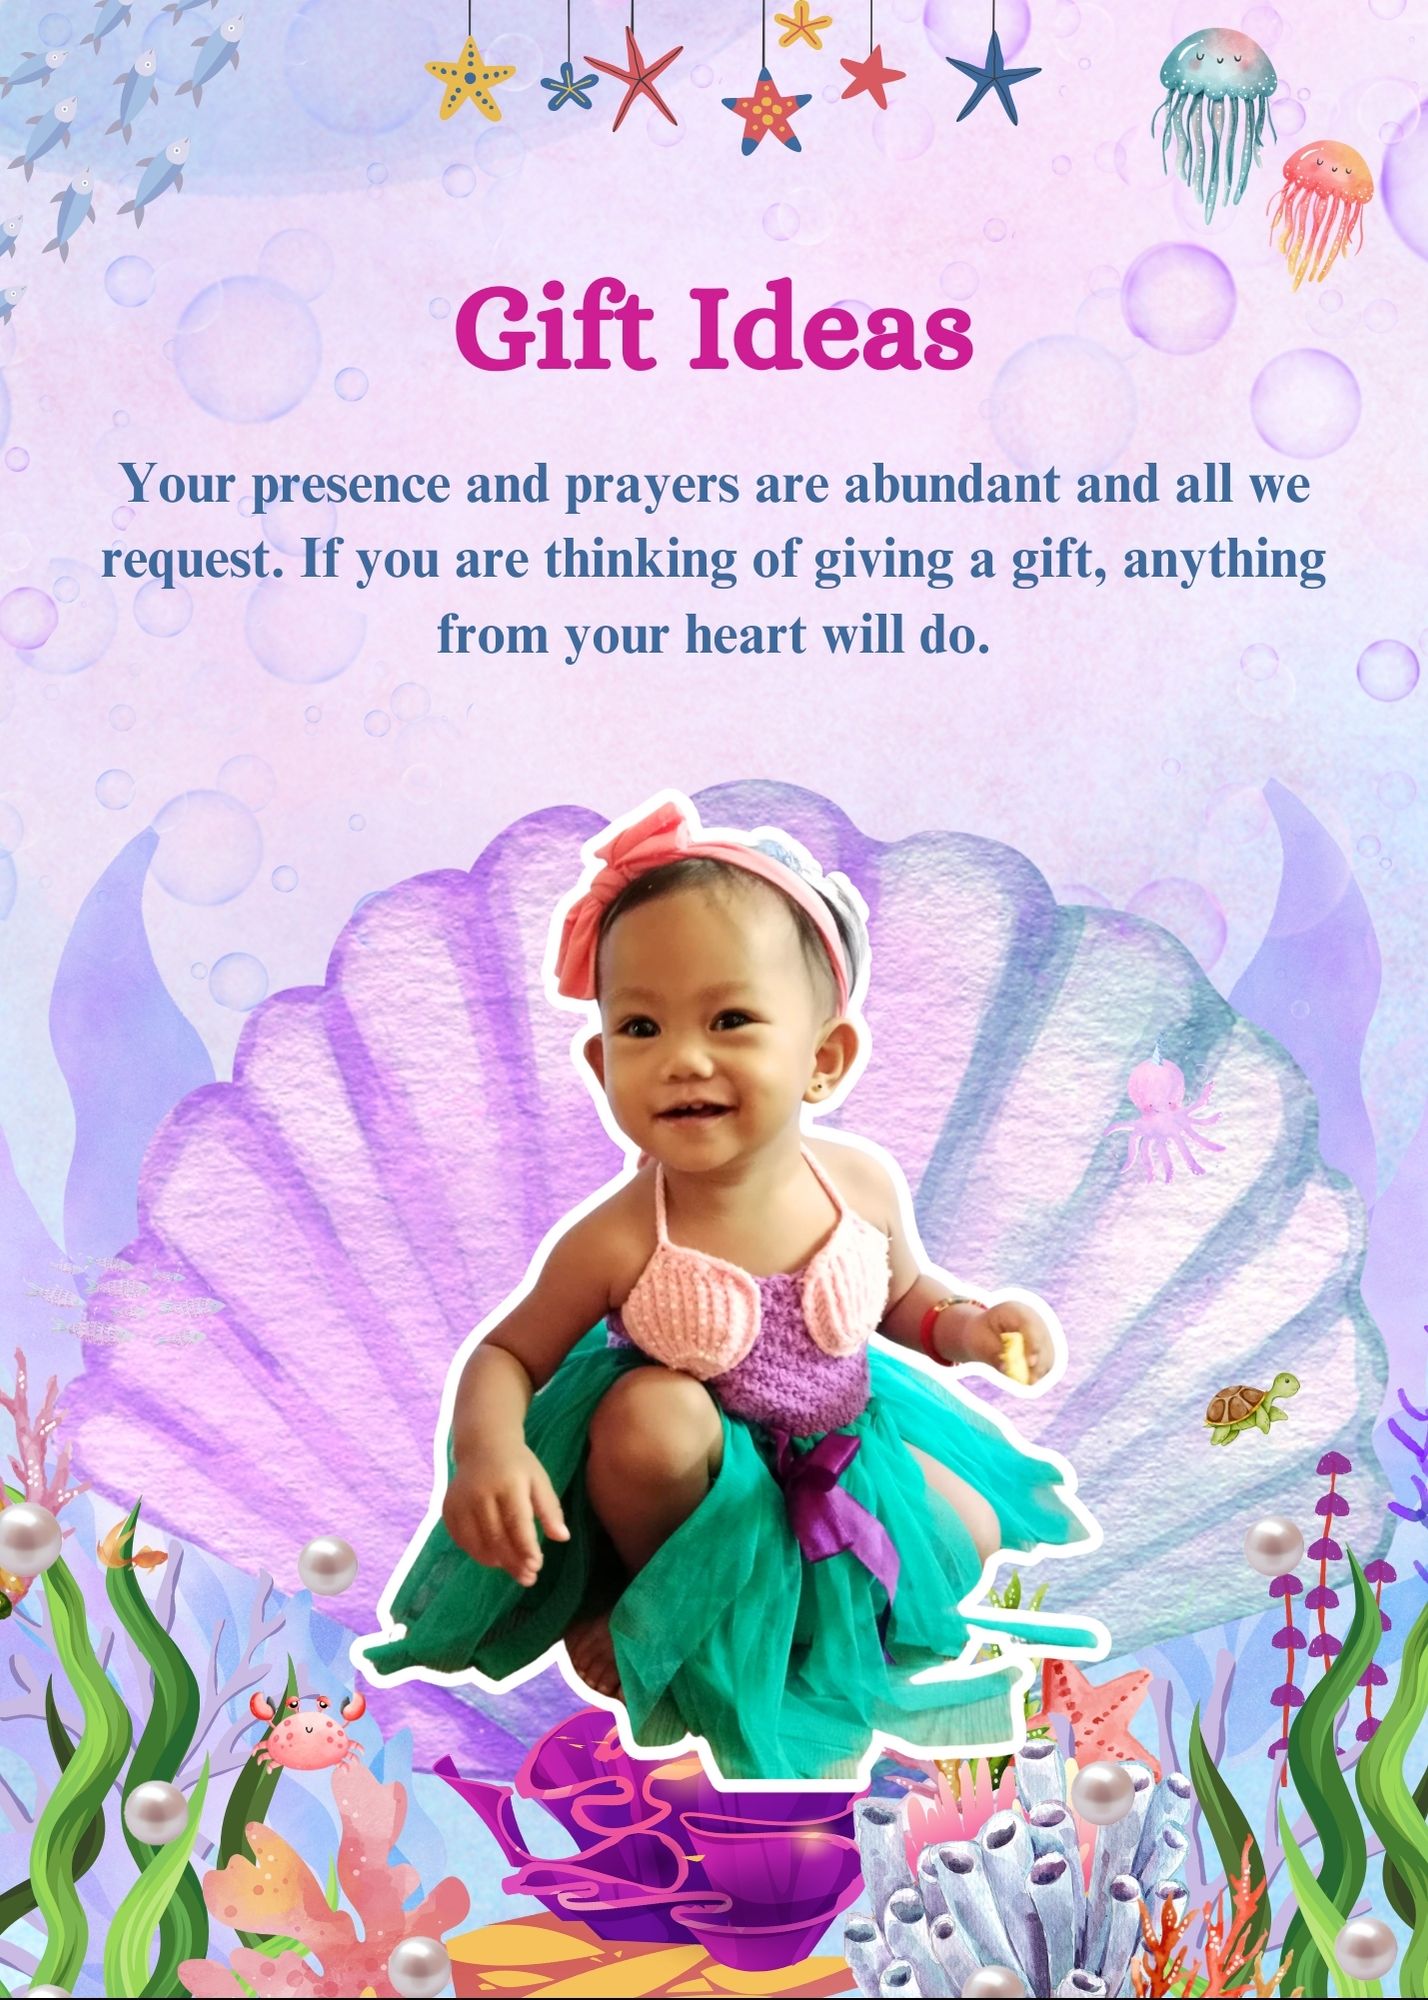 Gift Ideas
Your presence and prayers are abundant and all we
request. If you are thinking of giving a gift, anything
from your heart will do.